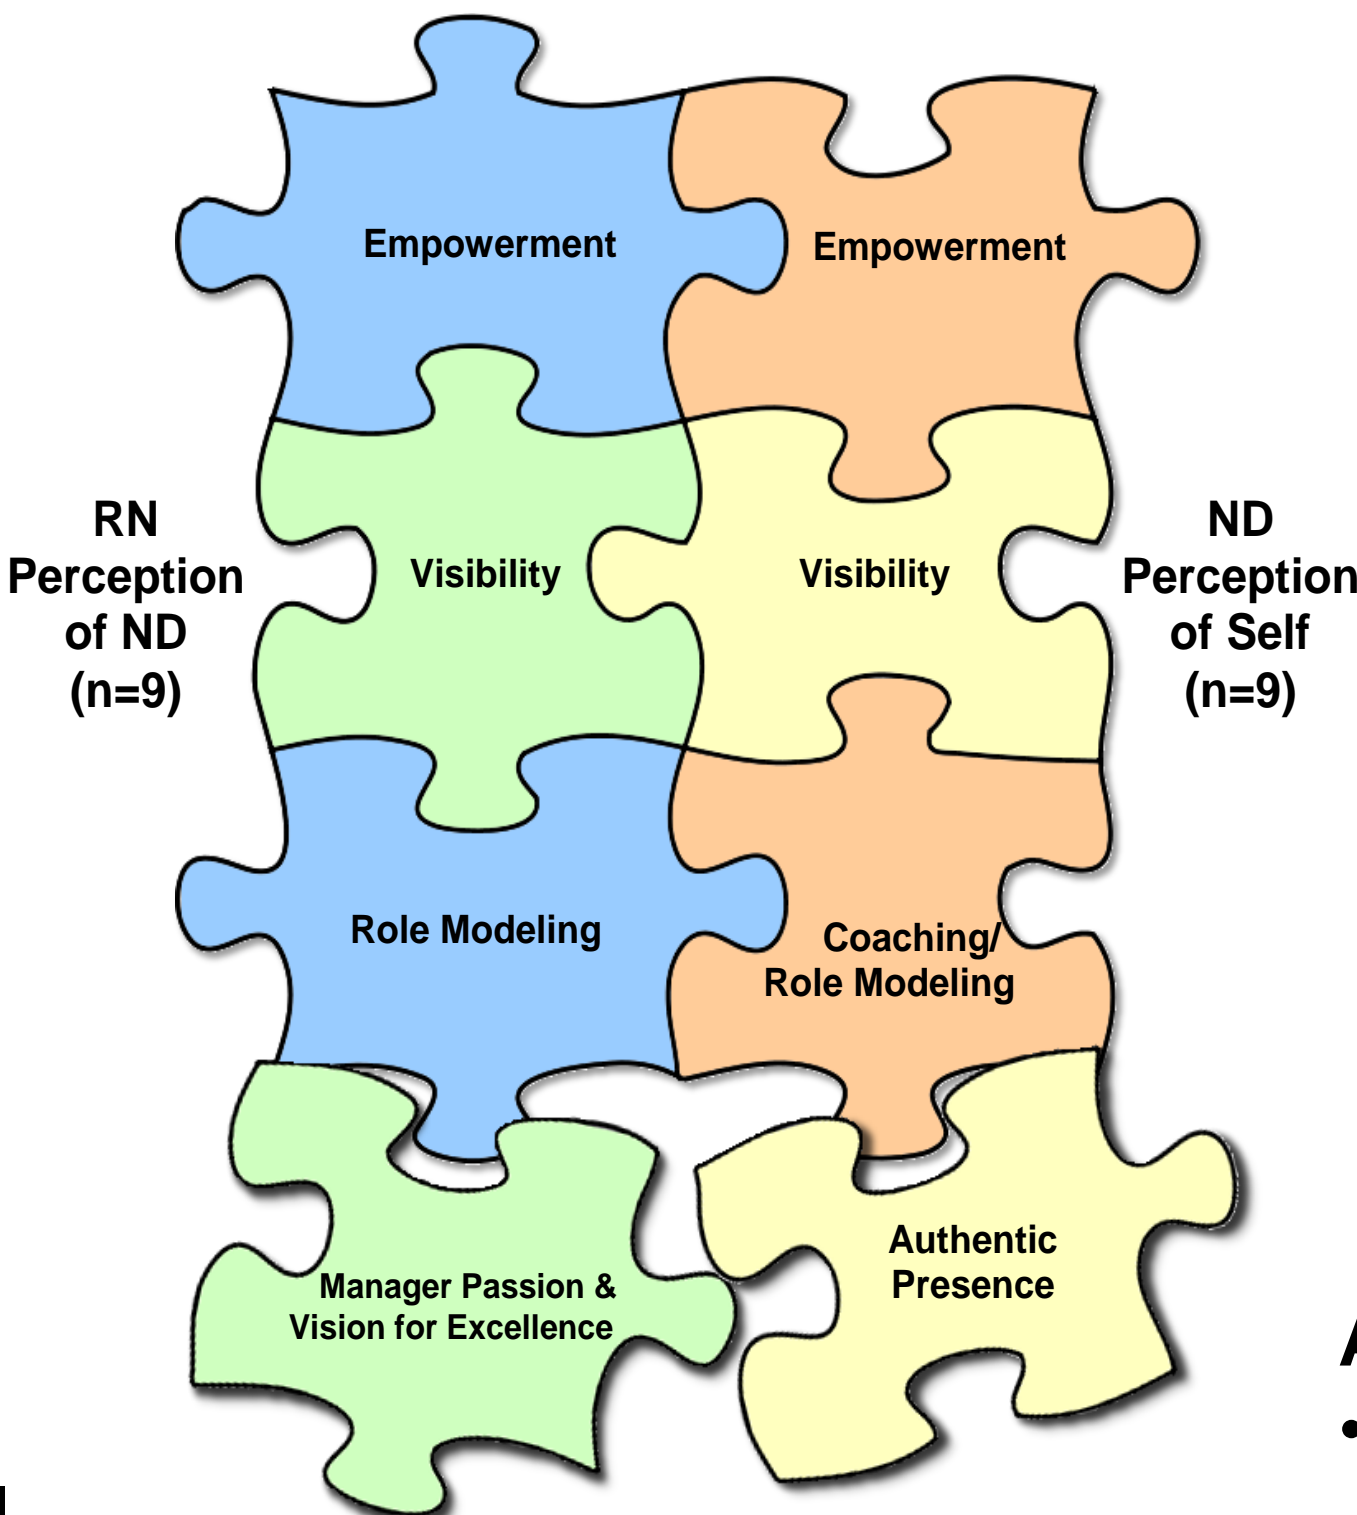 Empowerment
Empowerment
RN
Perception
of ND
(n=9)
Visibility
Visibility
ND
Perception
of Self
(n=9)
Role Modeling
Coaching/
Role Modeling
Manager Passion &
Vision for Excellence
Authentic
Presence
•